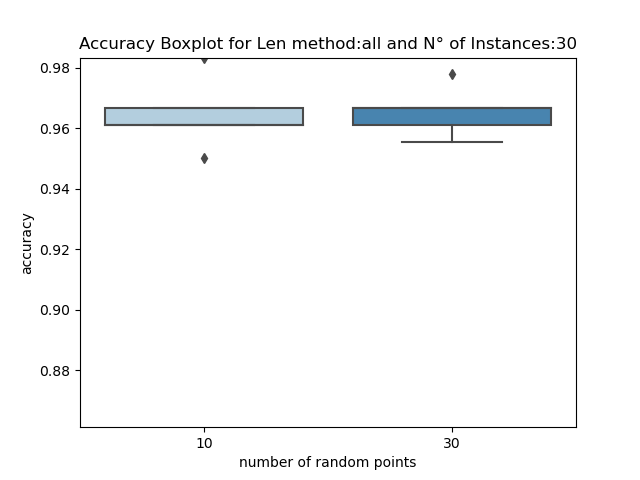 Accuracy Boxplot for Len method:all and N° of Instances:30
0.98
0.96
0.94
0.92
0.90
0.88
accuracy
10 30
number of random points